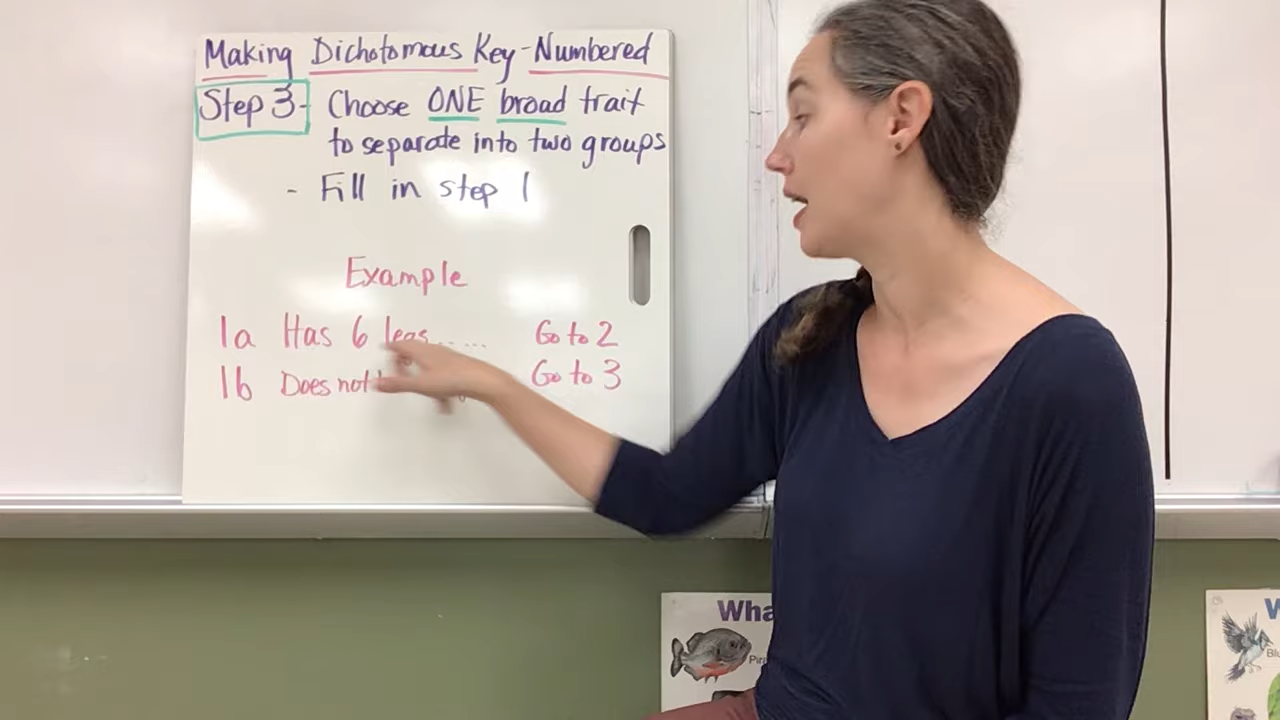 Making Dichotomous Key - Numbered
Step 3 - Choose ONE broad trait
to separate into two groups
- Fill in step 1
Example
1a Has 6 legs...... Go to 2
1b Does not Go to 3
Wha